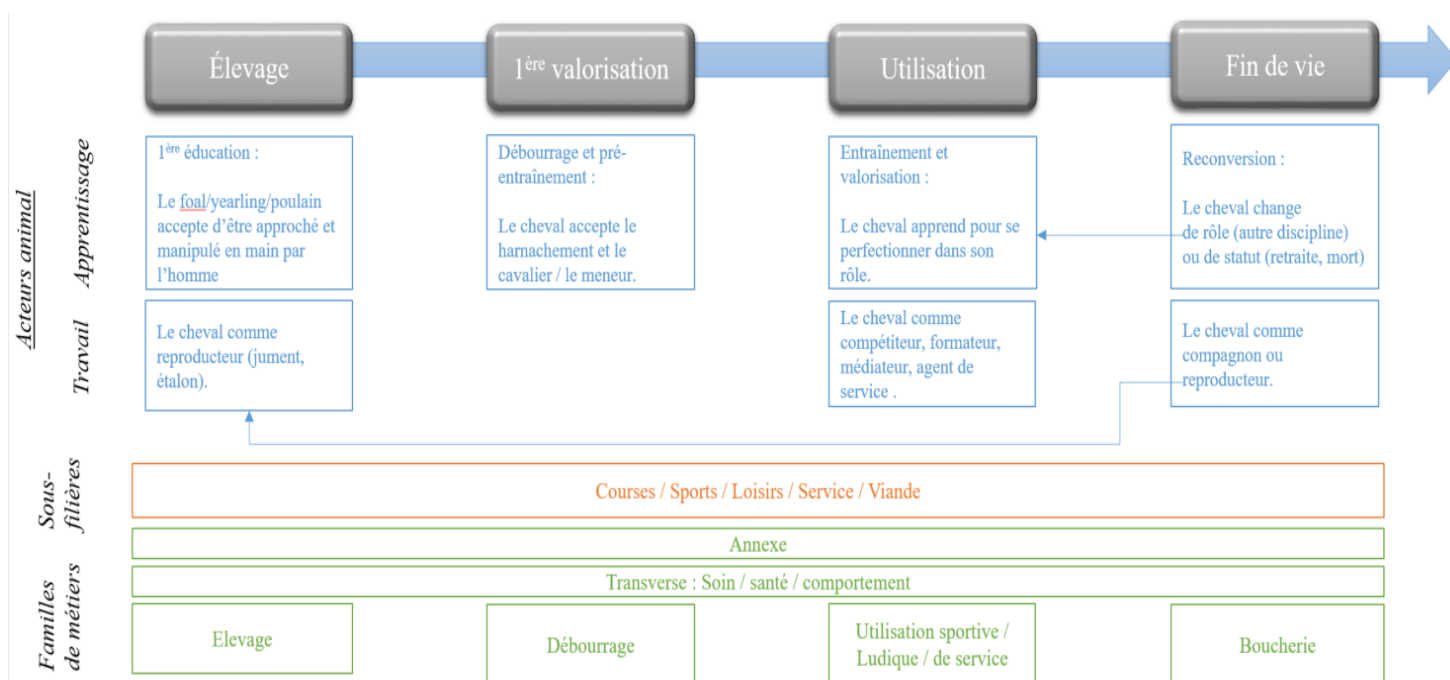 Élevage
1ère valorisation
Utilisation
Fin de vie
Acteurs animal
Apprentissage
1ère éducation :
Le foal/yearling/poulain
accepte d’être approché et
manipulé en main par
l’homme
Débourrage et pré-
entraînement :
Le cheval accepte le
harnachement et le
cavalier / le meneur.
Entraînement et
valorisation :
Le cheval apprend pour se
perfectionner dans son
rôle.
Reconversion :
Le cheval change
de rôle (autre discipline)
ou de statut (retraite, mort)
Travail
Le cheval comme
reproducteur (jument,
étalon).
Le cheval comme
compétiteur, formateur,
médiateur, agent de
service .
Le cheval comme
compagnon ou
reproducteur.
Sous-
filières
Courses / Sports / Loisirs / Service / Viande
Familles
de métiers
Annexe
Transverse : Soin / santé / comportement
Elevage
Débourrage
Utilisation sportive /
Ludique / de service
Boucherie